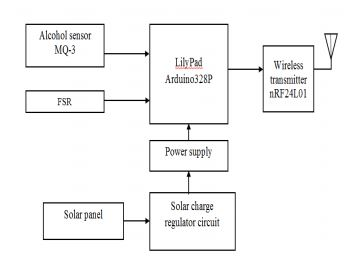 Alcohol sensor
MQ-3
FSR
LilyPad
Arduino328P
Wireless
transmitter
nRF24L01
Power supply
Solar panel
Solar charge
regulator circuit